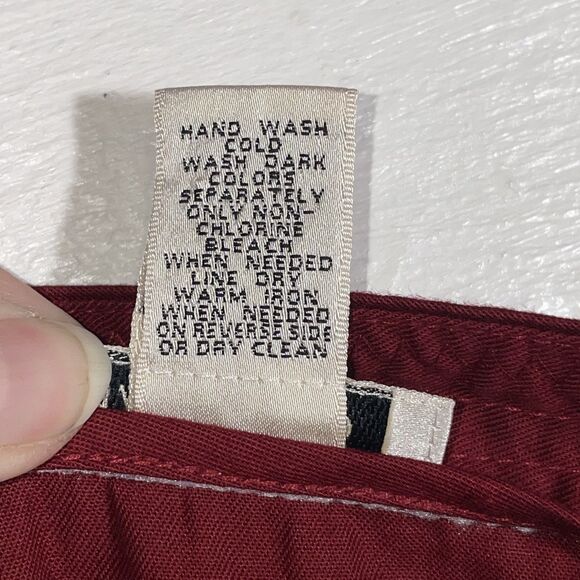 HAND WASH
COLD
WASH DARK
COLORS
SEPARATELY
ONLY NON-
CHLORINE
BLEACH
WHEN NEEDED
LINE DRY
WARM IRON
WHEN NEEDED
ON REVERSE SIDE
OR DRY CLEAN